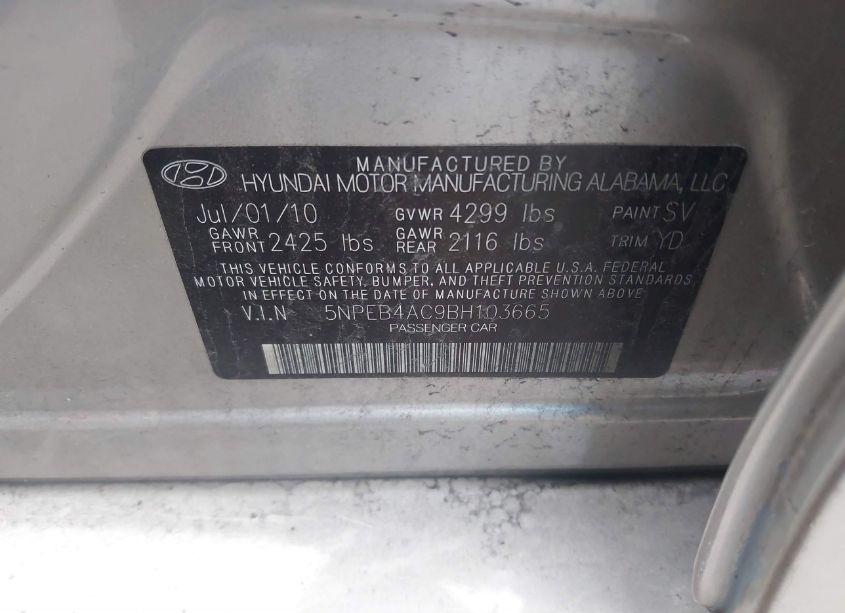 MANUFACTURED BY
HYUNDAI MOTOR MANUFACTURING ALABAMA, LLC
Jul/01/10 GVWR 4299 lbs PAINT SV
GAWR FRONT 2425 lbs GAWR REAR 2116 lbs TRIM YD
THIS VEHICLE CONFORMS TO ALL APPLICABLE U.S.A. FEDERAL
MOTOR VEHICLE SAFETY, BUMPER, AND THEFT PREVENTION STANDARDS
IN EFFECT ON THE DATE OF MANUFACTURE SHOWN ABOVE.
V.I.N 5NPEB4AC9BH103665
PASSENGER CAR